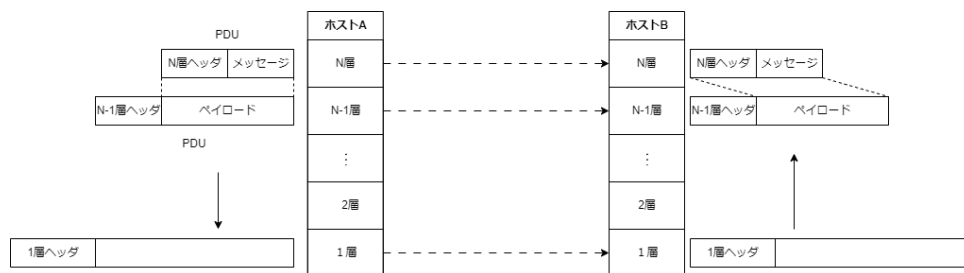 PDU
N層ヘッダ メッセージ
N-1層ヘッダ ペイロード
PDU
1層ヘッダ
ホストA
N層
N-1層
⋮
2層
1層
ホストB
N層
N-1層
⋮
2層
1層
N層ヘッダ メッセージ
N-1層ヘッダ ペイロード
1層ヘッダ